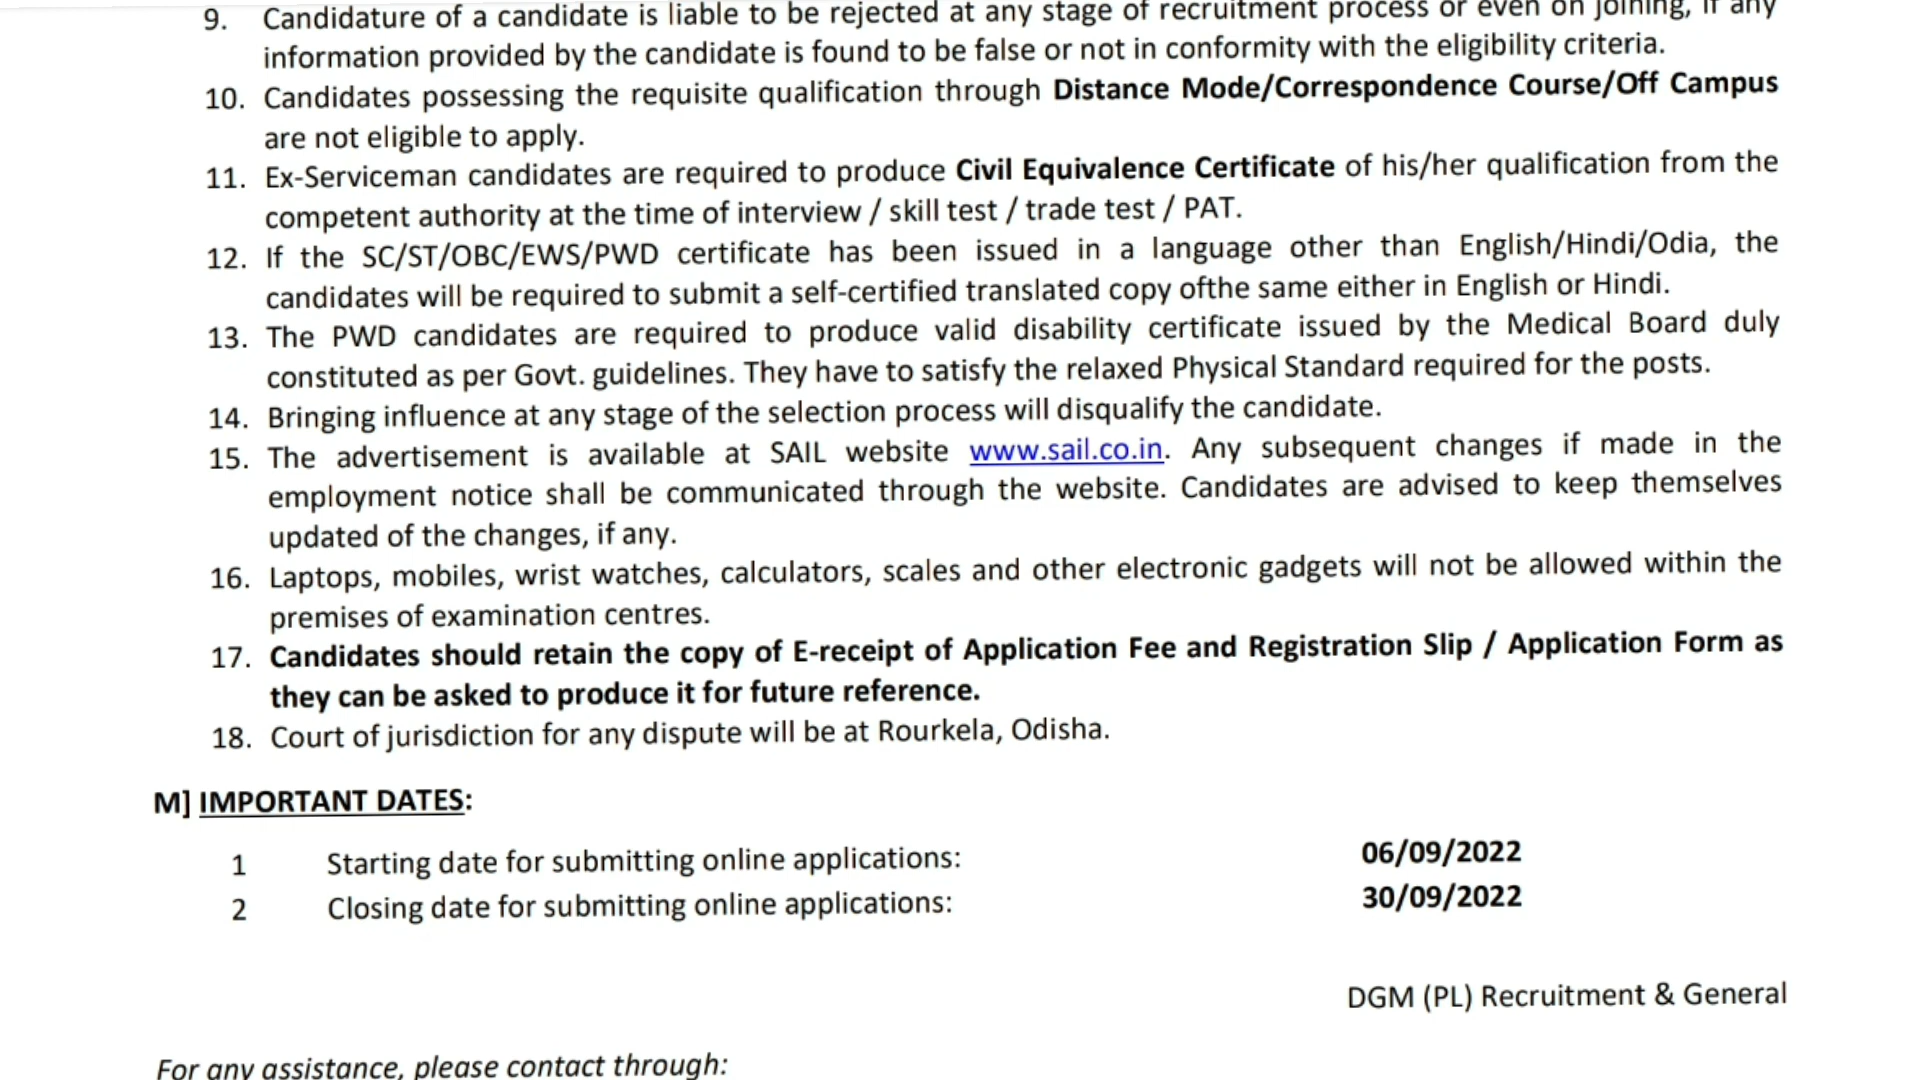 9. Candidature of a candidate is liable to be rejected at any stage of recruitment process or even on joining, if any
information provided by the candidate is found to be false or not in conformity with the eligibility criteria.
10. Candidates possessing the requisite qualification through Distance Mode/Correspondence Course/Off Campus
are not eligible to apply.
11. Ex-Serviceman candidates are required to produce Civil Equivalence Certificate of his/her qualification from the
competent authority at the time of interview / skill test / trade test / PAT.
12. If the SC/ST/OBC/EWS/PWD certificate has been issued in a language other than English/Hindi/Odia, the
candidates will be required to submit a self-certified translated copy ofthe same either in English or Hindi.
13. The PWD candidates are required to produce valid disability certificate issued by the Medical Board duly
constituted as per Govt. guidelines. They have to satisfy the relaxed Physical Standard required for the posts.
14. Bringing influence at any stage of the selection process will disqualify the candidate.
15. The advertisement is available at SAIL website www.sail.co.in. Any subsequent changes if made in the
employment notice shall be communicated through the website. Candidates are advised to keep themselves
updated of the changes, if any.
16. Laptops, mobiles, wrist watches, calculators, scales and other electronic gadgets will not be allowed within the
premises of examination centres.
17. Candidates should retain the copy of E-receipt of Application Fee and Registration Slip / Application Form as
they can be asked to produce it for future reference.
18. Court of jurisdiction for any dispute will be at Rourkela, Odisha.
M] IMPORTANT DATES:
1 Starting date for submitting online applications: 06/09/2022
2 Closing date for submitting online applications: 30/09/2022
DGM (PL) Recruitment & General
For any assistance, please contact through: